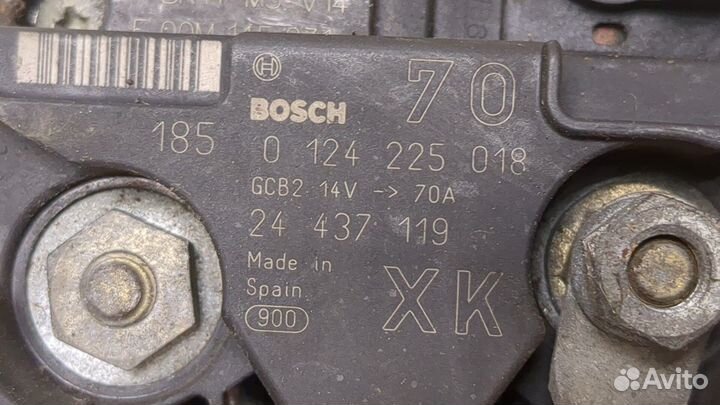 BOSCH
70
185
0 124 225 018
GCB2 14V -> 70A
24 437 119
Made in
Spain
XK
900
Avito